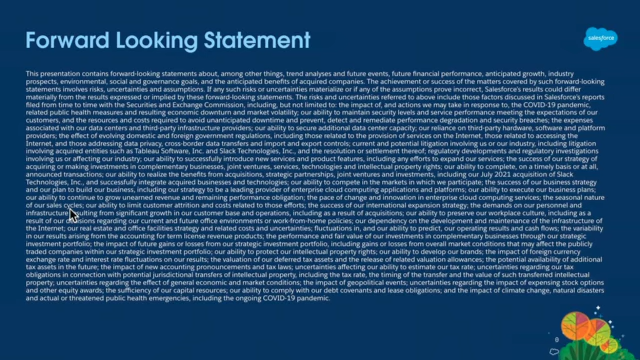 Forward Looking Statement
salesforce
This presentation contains forward-looking statements about, among other things, trend analyses and future events, future financial performance, anticipated growth, industry
prospects, environmental, social and governance goals, and the anticipated benefits of acquired companies. The achievement or success of the matters covered by such forward-looking
statements involves risks, uncertainties and assumptions. If any such risks or uncertainties materialize or if any of the assumptions prove incorrect, Salesforce's results could differ
materially from the results expressed or implied by these forward-looking statements. The risks and uncertainties referred to above include those factors discussed in Salesforce's reports
filed from time to time with the Securities and Exchange Commission, including, but not limited to: the impact of, and actions we may take in response to, the COVID-19 pandemic,
related public health measures and resulting economic downturn and market volatility; our ability to maintain security levels and service performance meeting the expectations of our
customers, and the resources and costs required to avoid unanticipated downtime and prevent, detect and remediate performance degradation and security breaches; the expenses
associated with our data centers and third-party infrastructure providers; our ability to secure additional data center capacity; our reliance on third-party hardware, software and platform
providers; the effect of evolving domestic and foreign government regulations, including those related to the provision of services on the Internet, those related to accessing the
Internet, and those addressing data privacy, cross-border data transfers and import and export controls; current and potential litigation involving us or our industry, including litigation
involving acquired entities such as Tableau Software, Inc. and Slack Technologies, Inc., and the resolution or settlement thereof; regulatory developments and regulatory investigations
involving us or affecting our industry; our ability to successfully introduce new services and product features, including any efforts to expand our services; the success of our strategy of
acquiring or making investments in complementary businesses, joint ventures, services, technologies and intellectual property rights; our ability to complete, on a timely basis or at all,
announced transactions; our ability to realize the benefits from acquisitions, strategic partnerships, joint ventures and investments, including our July 2021 acquisition of Slack
Technologies, Inc., and successfully integrate acquired businesses and technologies; our ability to compete in the markets in which we participate; the success of our business strategy
and our plan to build our business, including our strategy to be a leading provider of enterprise cloud computing applications and platforms; our ability to execute our business plans;
our ability to continue to grow unearned revenue and remaining performance obligation; the pace of change and innovation in enterprise cloud computing services; the seasonal nature
of our sales cycles; our ability to limit customer attrition and costs related to those efforts; the success of our international expansion strategy; the demands on our personnel and
infrastructure resulting from significant growth in our customer base and operations, including as a result of acquisitions; our ability to preserve our workplace culture, including as a
result of our decisions regarding our current and future office environments or work-from-home policies; our dependency on the development and maintenance of the infrastructure of
the Internet; our real estate and office facilities strategy and related costs and uncertainties; fluctuations in, and our ability to predict, our operating results and cash flows; the variability
in our results arising from the accounting for term license revenue products; the performance and fair value of our investments in complementary businesses through our strategic
investment portfolio; the impact of future gains or losses from our strategic investment portfolio, including gains or losses from overall market conditions that may affect the publicly
traded companies within our strategic investment portfolio; our ability to protect our intellectual property rights; our ability to develop our brands; the impact of foreign currency
exchange rate and interest rate fluctuations on our results; the valuation of our deferred tax assets and the release of related valuation allowances; the potential availability of additional
tax assets in the future; the impact of new accounting pronouncements and tax laws; uncertainties affecting our ability to estimate our tax rate; uncertainties regarding our tax
obligations in connection with potential jurisdictional transfers of intellectual property, including the tax rate, the timing of the transfer and the value of such transferred intellectual
property; uncertainties regarding the effect of general economic and market conditions; the impact of geopolitical events; uncertainties regarding the impact of expensing stock options
and other equity awards; the sufficiency of our capital resources; our ability to comply with our debt covenants and lease obligations; and the impact of climate change, natural disasters
and actual or threatened public health emergencies, including the ongoing COVID-19 pandemic.